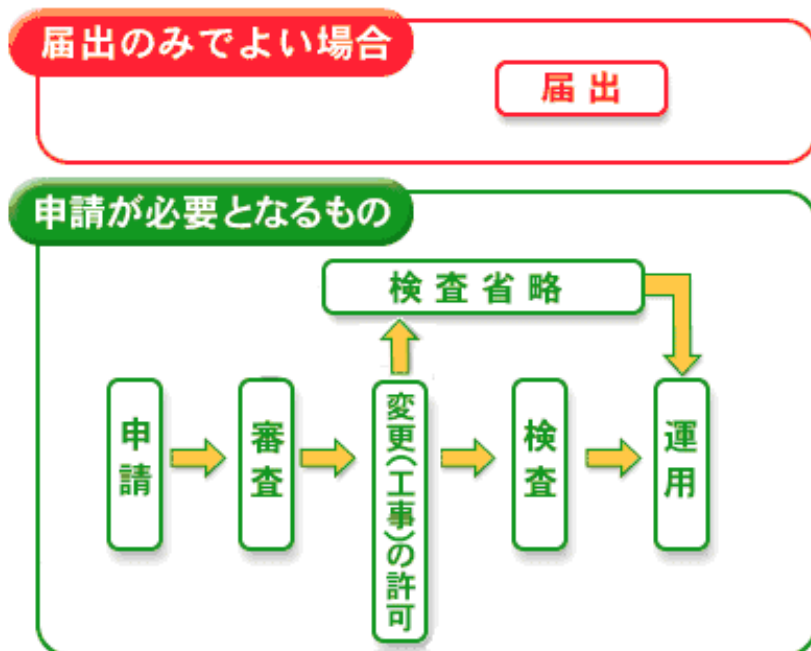 届出のみでよい場合
届出
申請が必要となるもの
検査省略
申請
審査
変更(工事)の許可
検査
運用